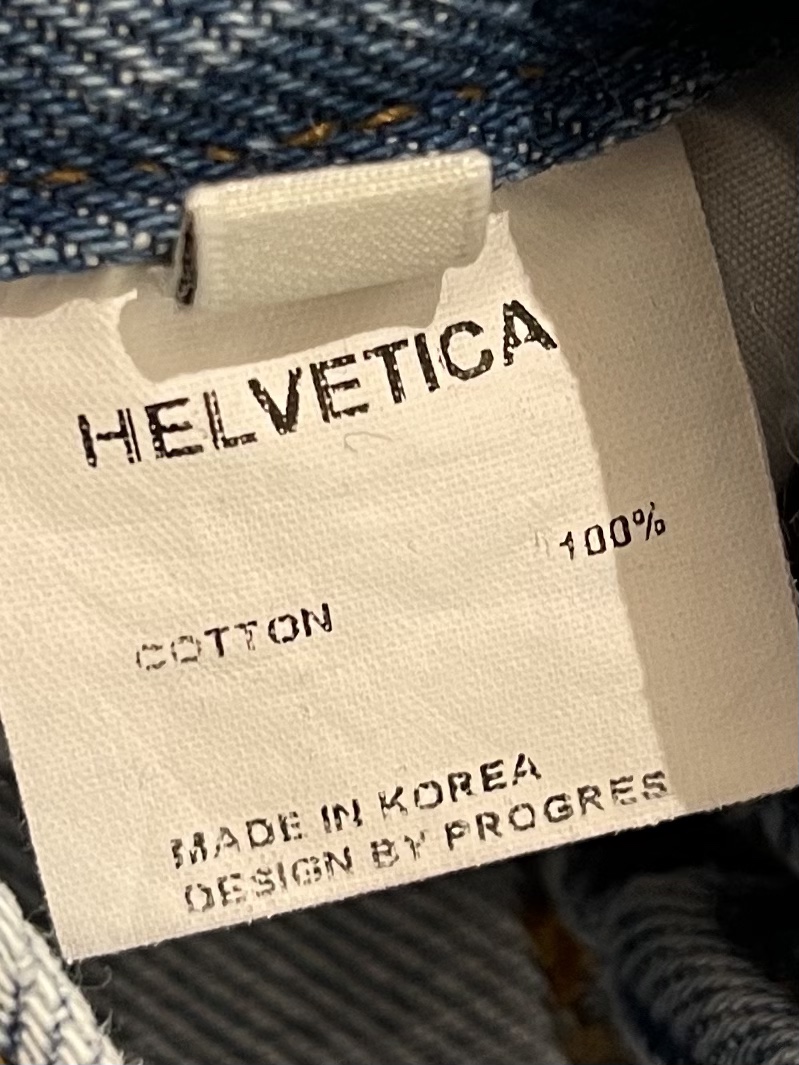 HELVETICA
100%
COTTON
MADE IN KOREA
DESIGN BY PROGRES